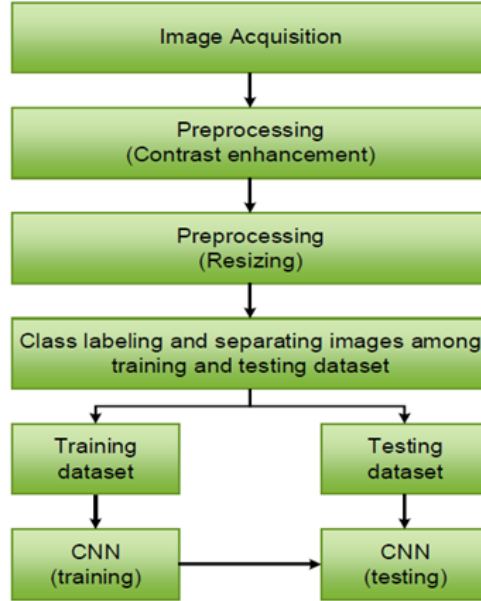 Image Acquisition
Preprocessing
(Contrast enhancement)
Preprocessing
(Resizing)
Class labeling and separating images among
training and testing dataset
Training
dataset
Testing
dataset
CNN
(training)
CNN
(testing)